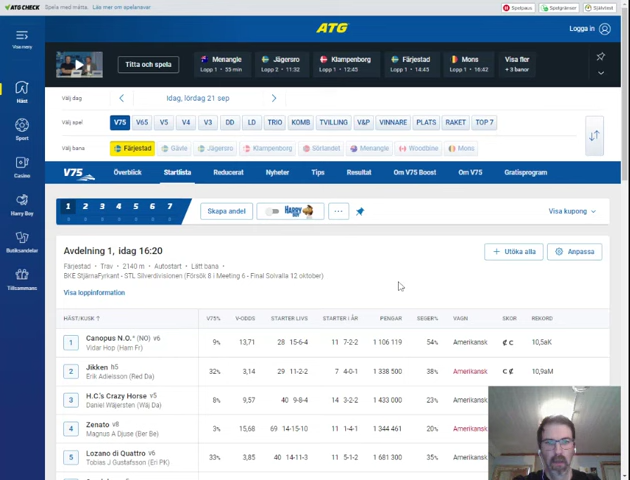 ATG CHECK Spela med måtta. Läs mer om spelansvar. Spelpaus Spelgränser Självtest
ATG
Logga in
Visa meny
Titta och spela
Menangle
Lopp 1 • 35 min
Jägersro
Lopp 2 • 11:32
Klampenborg
Lopp 1 • 12:45
Färjestad
Lopp 1 • 14:45
Mons
Lopp 1 • 16:42
Visa fler
+ 3 banor
Häst
Sport
Casino
Harry Boy
Butiksandelar
Tillsammans
Välj dag
Idag, lördag 21 sep
Välj spel
V75 V65 V5 V4 V3 DD LD TRIO KOMB TVILLING V&P VINNARE PLATS RAKET TOP 7
Välj bana
Färjestad Gävle Jägersro Klampenborg Sörlandet Menangle Woodbine Mons
V75 Överblick Startlista Reducerat Nyheter Tips Resultat Om V75 Boost Om V75 Gratisprogram
1 2 3 4 5 6 7
Skapa andel
HARRY BOY
Visa kupong
Avdelning 1, idag 16:20
+ Utöka alla
Anpassa
Färjestad • Trav • 2140 m • Autostart • Lätt bana
BKE StjärnaFyrkant - STL Silverdivisionen (Försök 8 i Meeting 6 - Final Solvalla 12 oktober)
Visa loppinformation
HÄST/KUSK V75% V-ODDS STARTER LIVS STARTER I ÅR PENGAR SEGER% VAGN SKOR REKORD
1 Canopus N.O.* (NO) v6 9% 13,71 28 15-6-4 11 7-2-2 1 106 119 54% Amerikansk 10,5aK
Vidar Hop (Ham Fr)
2 Jikken h5 32% 3,14 29 11-2-2 7 4-0-1 1 338 500 38% Amerikansk 10,9aM
Erik Adielsson (Red Da)
3 H.C.'s Crazy Horse v5 8% 9,57 40 9-8-4 14 3-2-2 1 433 000 23% Amerikansk
Daniel Wäjersten (Wäj Da)
4 Zenato v8 3% 15,68 69 14-15-10 11 1-4-1 1 344 461 20% Amerikansk
Magnus A Djuse (Ber Be)
5 Lozano di Quattro v6 33% 3,85 40 14-11-3 11 5-1-2 1 681 300 35% Amerikansk
Tobias J Gustafsson (Eri PK)